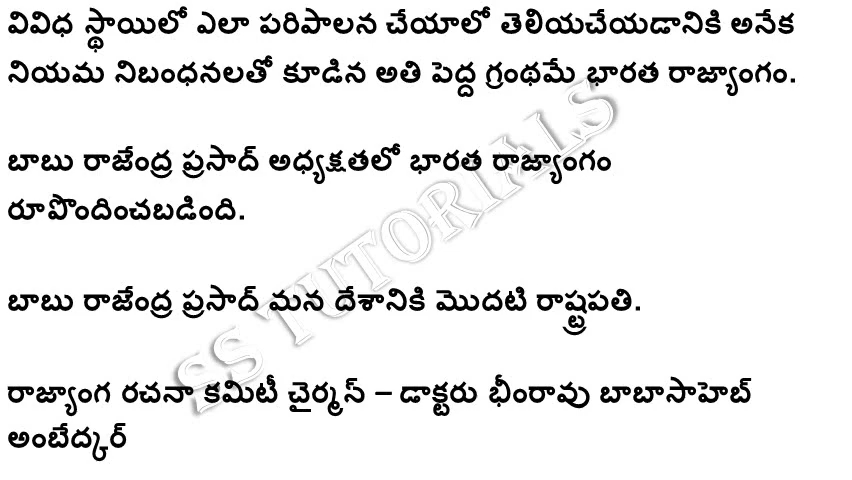 వివిధ స్థాయిలో ఎలా పరిపాలన చేయాలో తెలియచేయడానికి అనేక
నియమ నిబంధనలతో కూడిన అతి పెద్ద గ్రంథమే భారత రాజ్యాంగం.
బాబు రాజేంద్ర ప్రసాద్ అధ్యక్షతలో భారత రాజ్యాంగం
రూపొందించబడింది.
బాబు రాజేంద్ర ప్రసాద్ మన దేశానికి మొదటి రాష్ట్రపతి.
రాజ్యాంగ రచనా కమిటీ చైర్మన్ – డాక్టరు భీంరావు బాబాసాహెబ్
అంబేద్కర్
SS TUTORIALS